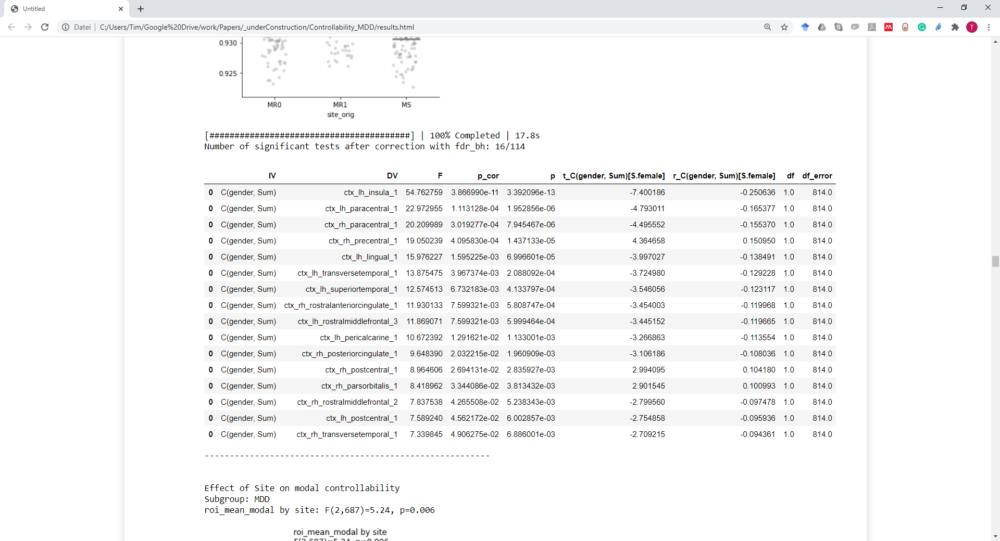 Untitled
Datei C:/Users/Tim/Google%20Drive/work/Papers/_underConstruction/Controllability_MDD/results.html
T
0.930
0.925
MR0 MR1 MS
site_orig
[########################################] | 100% Completed | 17.8s
Number of significant tests after correction with fdr_bh: 16/114
IV DV F p_cor p t_C(gender, Sum)[S.female] r_C(gender, Sum)[S.female] df df_error
0 C(gender, Sum) ctx_lh_insula_1 54.762759 3.866990e-11 3.392096e-13 -7.400186 -0.250636 1.0 814.0
0 C(gender, Sum) ctx_lh_paracentral_1 22.972955 1.113128e-04 1.952856e-06 -4.793011 -0.165377 1.0 814.0
0 C(gender, Sum) ctx_rh_paracentral_1 20.209989 3.019277e-04 7.945467e-06 -4.495552 -0.155370 1.0 814.0
0 C(gender, Sum) ctx_rh_precentral_1 19.050239 4.095830e-04 1.437133e-05 4.364658 0.150950 1.0 814.0
0 C(gender, Sum) ctx_lh_lingual_1 15.976227 1.595225e-03 6.996601e-05 -3.997027 -0.138491 1.0 814.0
0 C(gender, Sum) ctx_lh_transversetemporal_1 13.875475 3.967374e-03 2.088092e-04 -3.724980 -0.129228 1.0 814.0
0 C(gender, Sum) ctx_lh_superiortemporal_1 12.574513 6.732183e-03 4.133797e-04 -3.546056 -0.123117 1.0 814.0
0 C(gender, Sum) ctx_rh_rostralanteriorcingulate_1 11.930133 7.599321e-03 5.808747e-04 -3.454003 -0.119968 1.0 814.0
0 C(gender, Sum) ctx_lh_rostralmiddlefrontal_3 11.869071 7.599321e-03 5.999464e-04 -3.445152 -0.119665 1.0 814.0
0 C(gender, Sum) ctx_lh_pericalcarine_1 10.672392 1.291621e-02 1.133001e-03 -3.266863 -0.113554 1.0 814.0
0 C(gender, Sum) ctx_rh_posteriorcingulate_1 9.648390 2.032215e-02 1.960909e-03 -3.106186 -0.108036 1.0 814.0
0 C(gender, Sum) ctx_rh_postcentral_1 8.964606 2.694131e-02 2.835927e-03 2.994095 0.104180 1.0 814.0
0 C(gender, Sum) ctx_rh_parsorbitalis_1 8.418962 3.344086e-02 3.813432e-03 2.901545 0.100993 1.0 814.0
0 C(gender, Sum) ctx_rh_rostralmiddlefrontal_2 7.837538 4.265508e-02 5.238343e-03 -2.799560 -0.097478 1.0 814.0
0 C(gender, Sum) ctx_lh_postcentral_1 7.589240 4.562172e-02 6.002857e-03 -2.754858 -0.095936 1.0 814.0
0 C(gender, Sum) ctx_rh_transversetemporal_1 7.339845 4.906275e-02 6.886001e-03 -2.709215 -0.094361 1.0 814.0
---------------------------------------------------------
Effect of Site on modal controllability
Subgroup: MDD
roi_mean_modal by site: F(2,687)=5.24, p=0.006
roi_mean_modal by site
F(2,687)=5.24, p=0.006